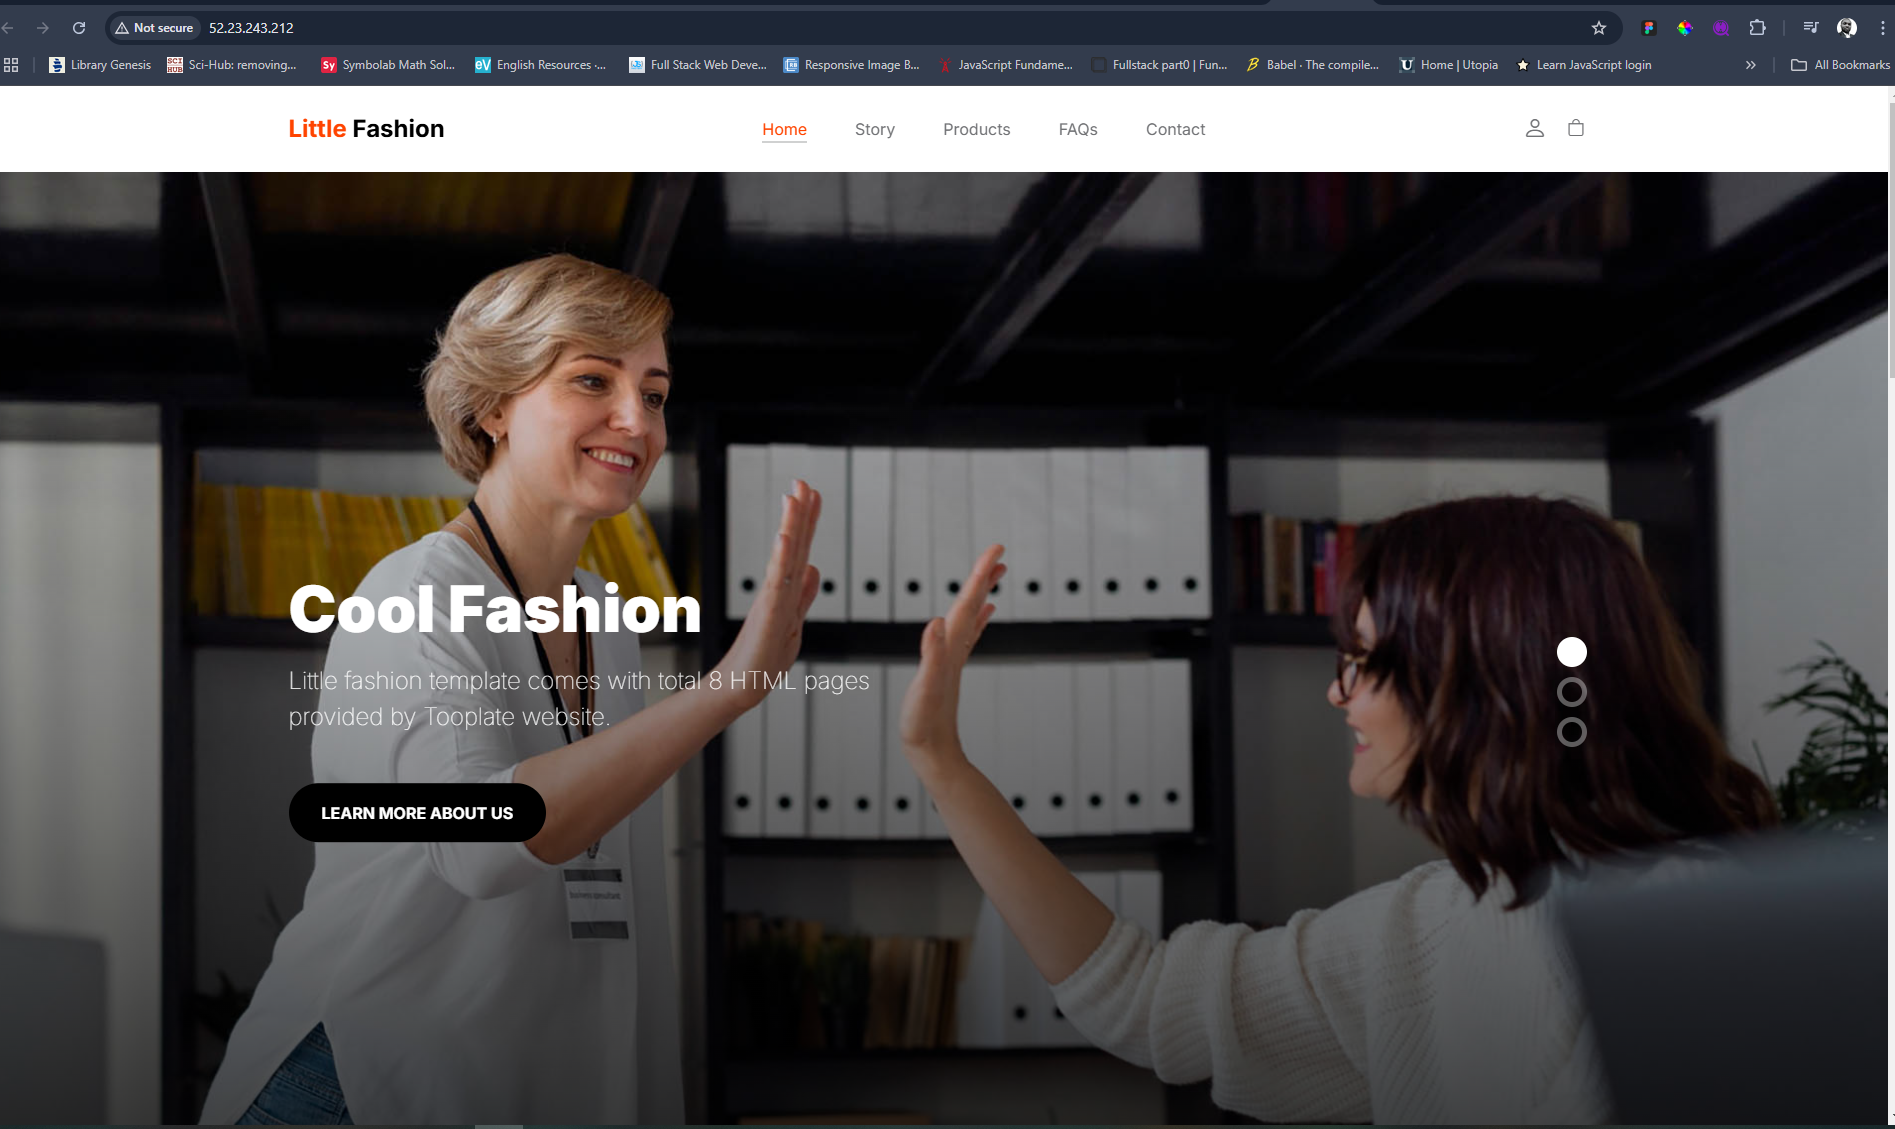 Not secure 52.23.243.212
Library Genesis Sci-Hub: removing... Symbolab Math Sol... English Resources -... Full Stack Web Deve... Responsive Image B... JavaScript Fundame... Fullstack part0 | Fun... Babel · The compile... Home | Utopia Learn JavaScript login » All Bookmarks
Little Fashion Home Story Products FAQs Contact
Cool Fashion
Little fashion template comes with total 8 HTML pages
provided by Tooplate website.
LEARN MORE ABOUT US